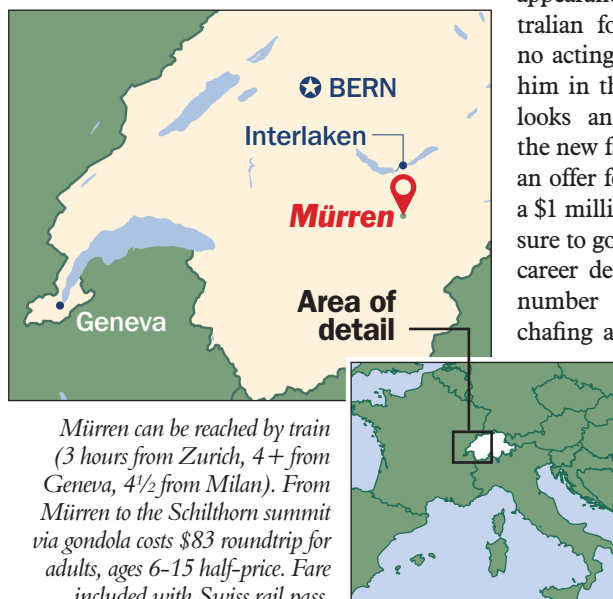 BERN
Interlaken
Mürren
Geneva
Area of
detail
Mürren can be reached by train
(3 hours from Zurich, 4+ from
Geneva, 4½ from Milan). From
Mürren to the Schilthorn summit
via gondola costs $83 roundtrip for
adults, ages 6-15 half-price. Fare
included with Swiss rail pass.
tralian fo
no acting
him in th
looks an
the new f
an offer fo
a $1 milli
sure to go
career de
number
chafing a